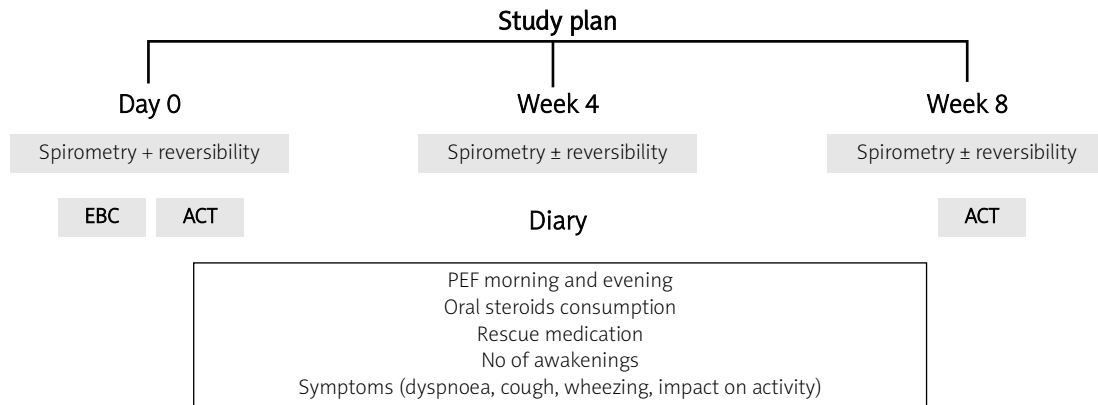 Study plan
Day 0
Week 4
Week 8
Spirometry + reversibility
Spirometry ± reversibility
Spirometry ± reversibility
EBC
ACT
Diary
ACT
PEF morning and evening
Oral steroids consumption
Rescue medication
No of awakenings
Symptoms (dyspnoea, cough, wheezing, impact on activity)